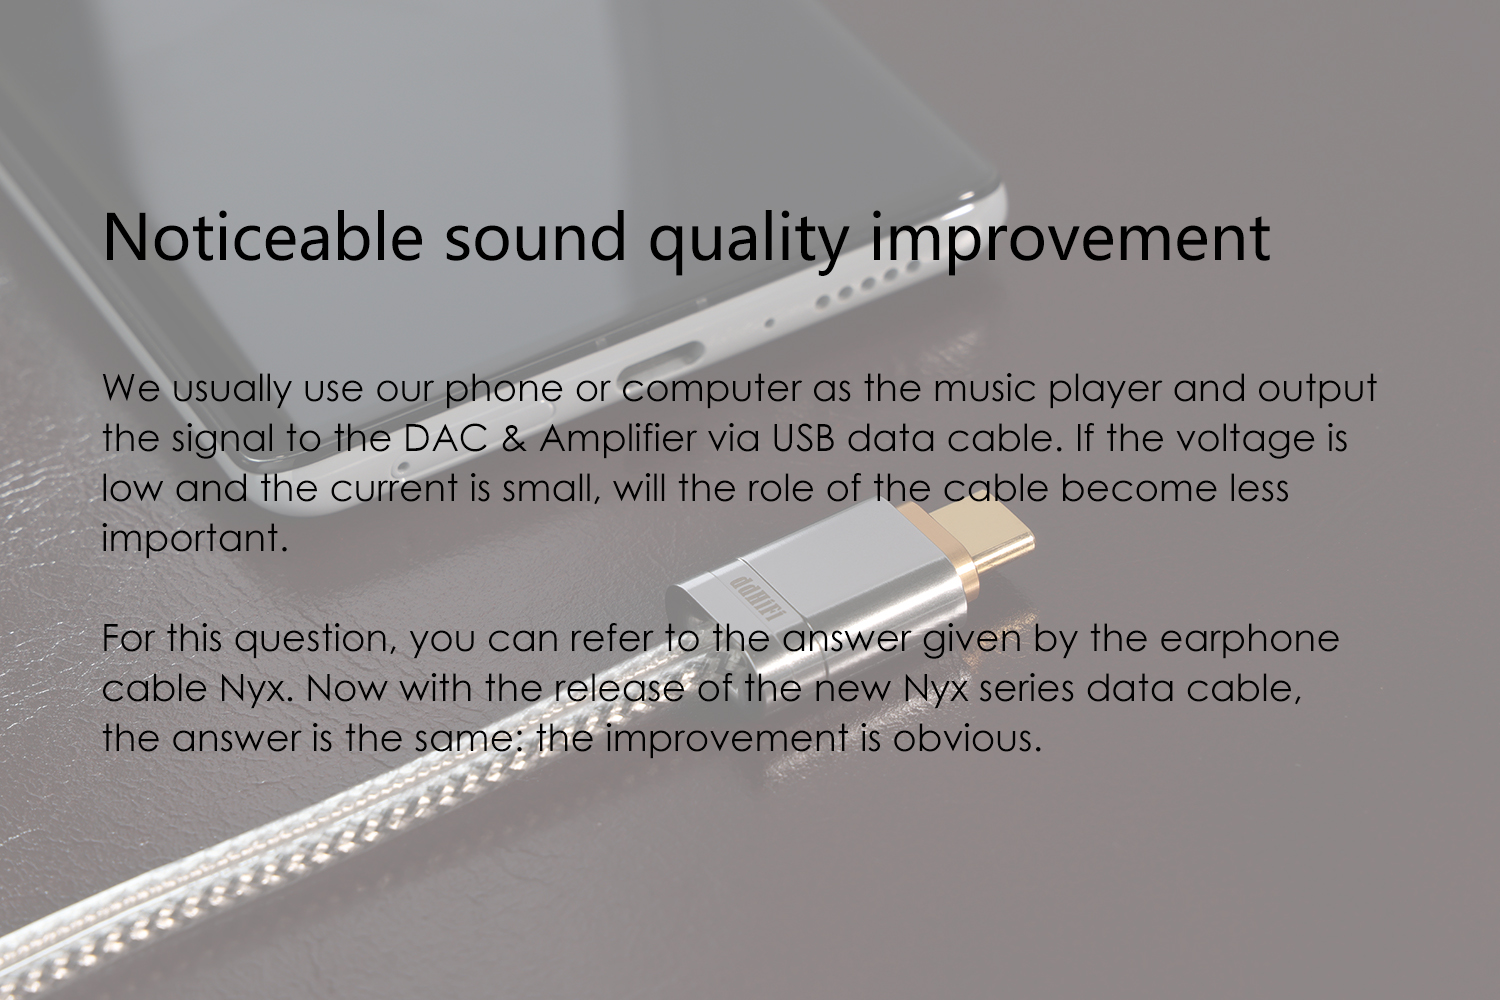 Noticeable sound quality improvement
We usually use our phone or computer as the music player and output
the signal to the DAC & Amplifier via USB data cable. If the voltage is
low and the current is small, will the role of the cable become less
important.
ddHiFi
For this question, you can refer to the answer given by the earphone
cable Nyx. Now with the release of the new Nyx series data cable,
the answer is the same: the improvement is obvious.